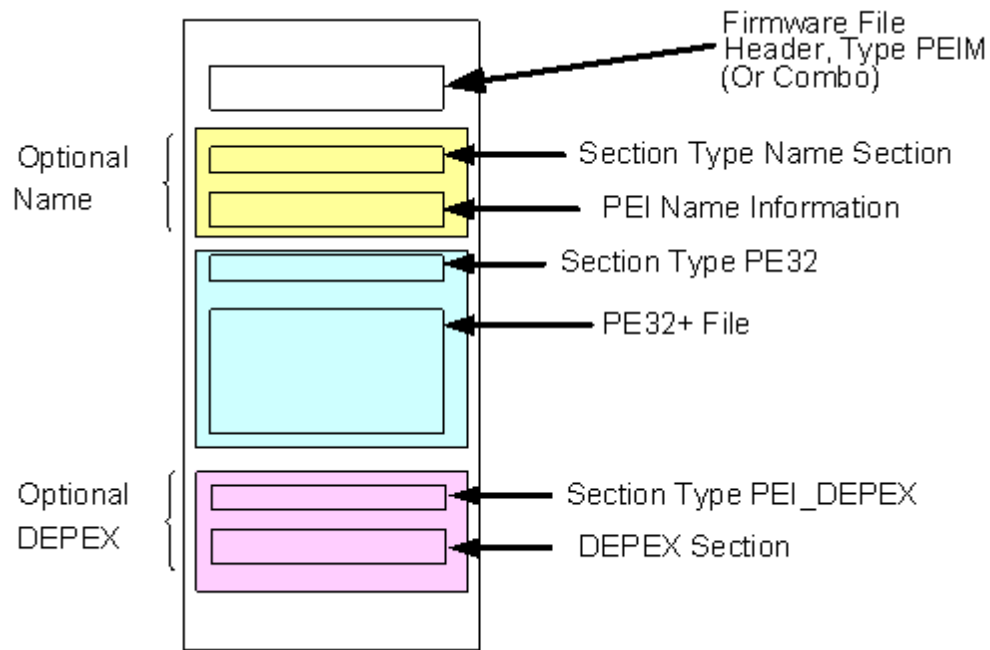 Firmware File
Header, Type PEIM
(Or Combo)
Optional
Name
Section Type Name Section
PEI Name Information
Section Type PE32
PE32+ File
Optional
DEPEX
Section Type PEI_DEPEX
DEPEX Section